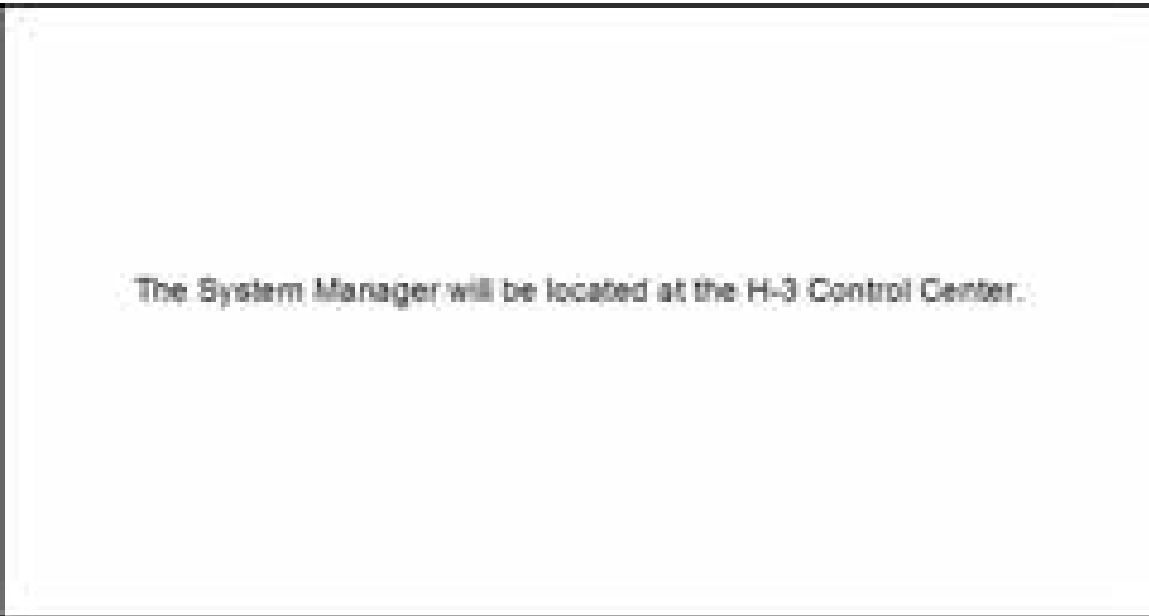 The System Manager will be located at the H-3 Control Center.